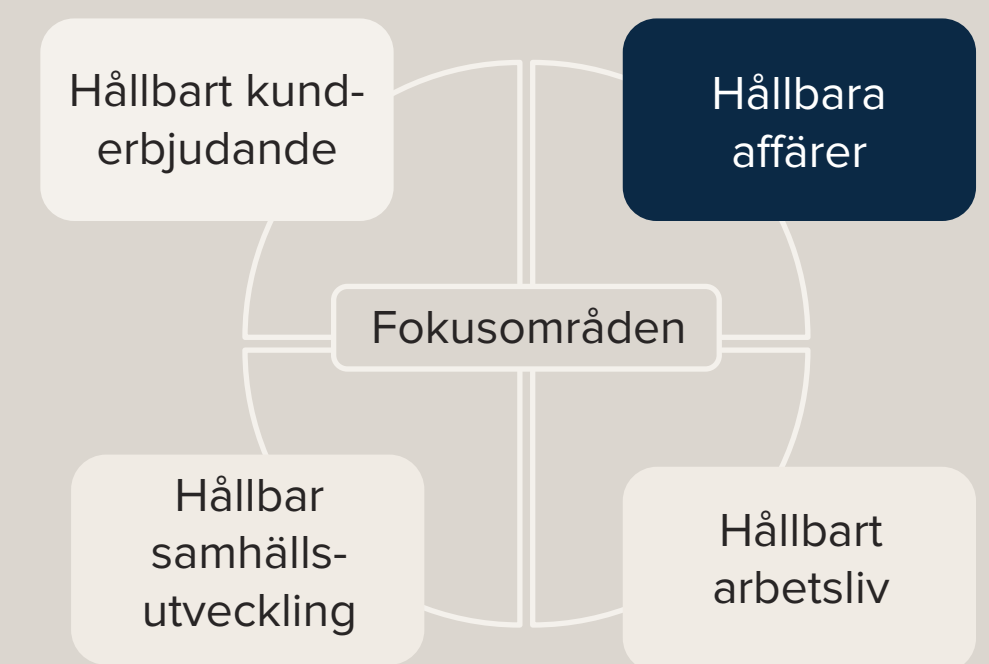 Hållbart kund-
erbjudande
Hållbara
affärer
Fokusområden
Hållbar
samhälls-
utveckling
Hållbart
arbetsliv